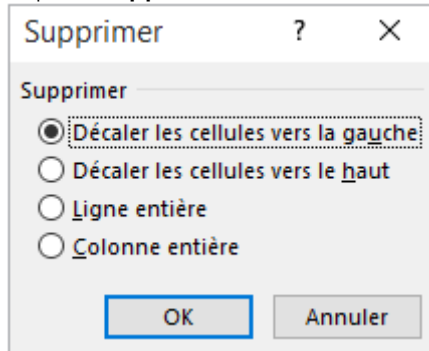 Supprimer ? ×
Supprimer
Décaler les cellules vers la gauche
Décaler les cellules vers le haut
Ligne entière
Colonne entière
OK Annuler